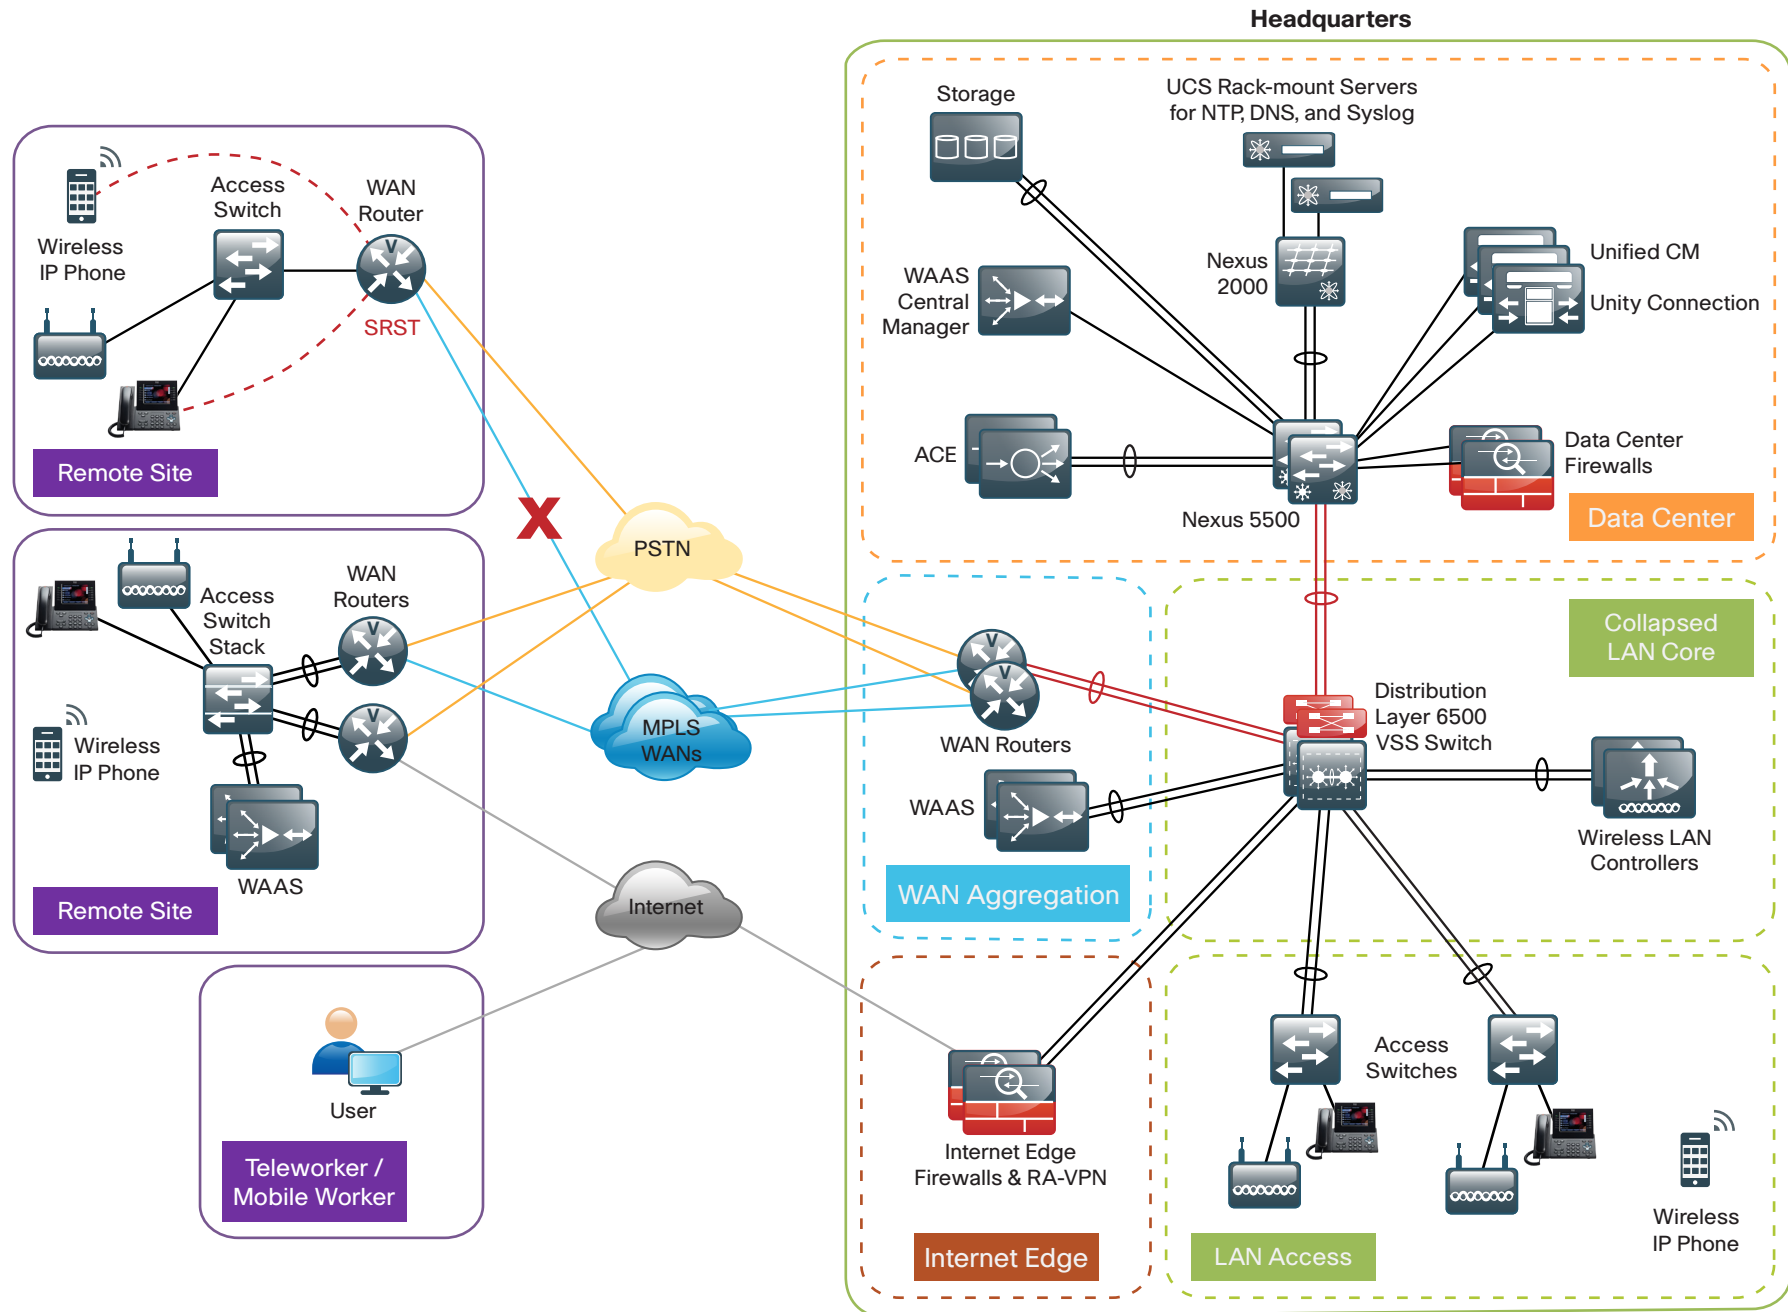 Headquarters
Storage
UCS Rack-mount Servers
for NTP, DNS, and Syslog
Access
Switch
WAN
Router
V
Wireless
IP Phone
SRST
Remote Site
WAAS
Central
Manager
Nexus
2000
Unified CM
Unity Connection
ACE
Data Center
Firewalls
Nexus 5500
Data Center
X
PSTN
Access
Switch
Stack
WAN
Routers
V
V
Wireless
IP Phone
WAAS
Remote Site
MPLS
WANs
V
V
WAN Routers
WAAS
WAN Aggregation
Collapsed
LAN Core
Distribution
Layer 6500
VSS Switch
Wireless LAN
Controllers
Internet
User
Teleworker /
Mobile Worker
Internet Edge
Firewalls & RA-VPN
Internet Edge
Access
Switches
Wireless
IP Phone
LAN Access